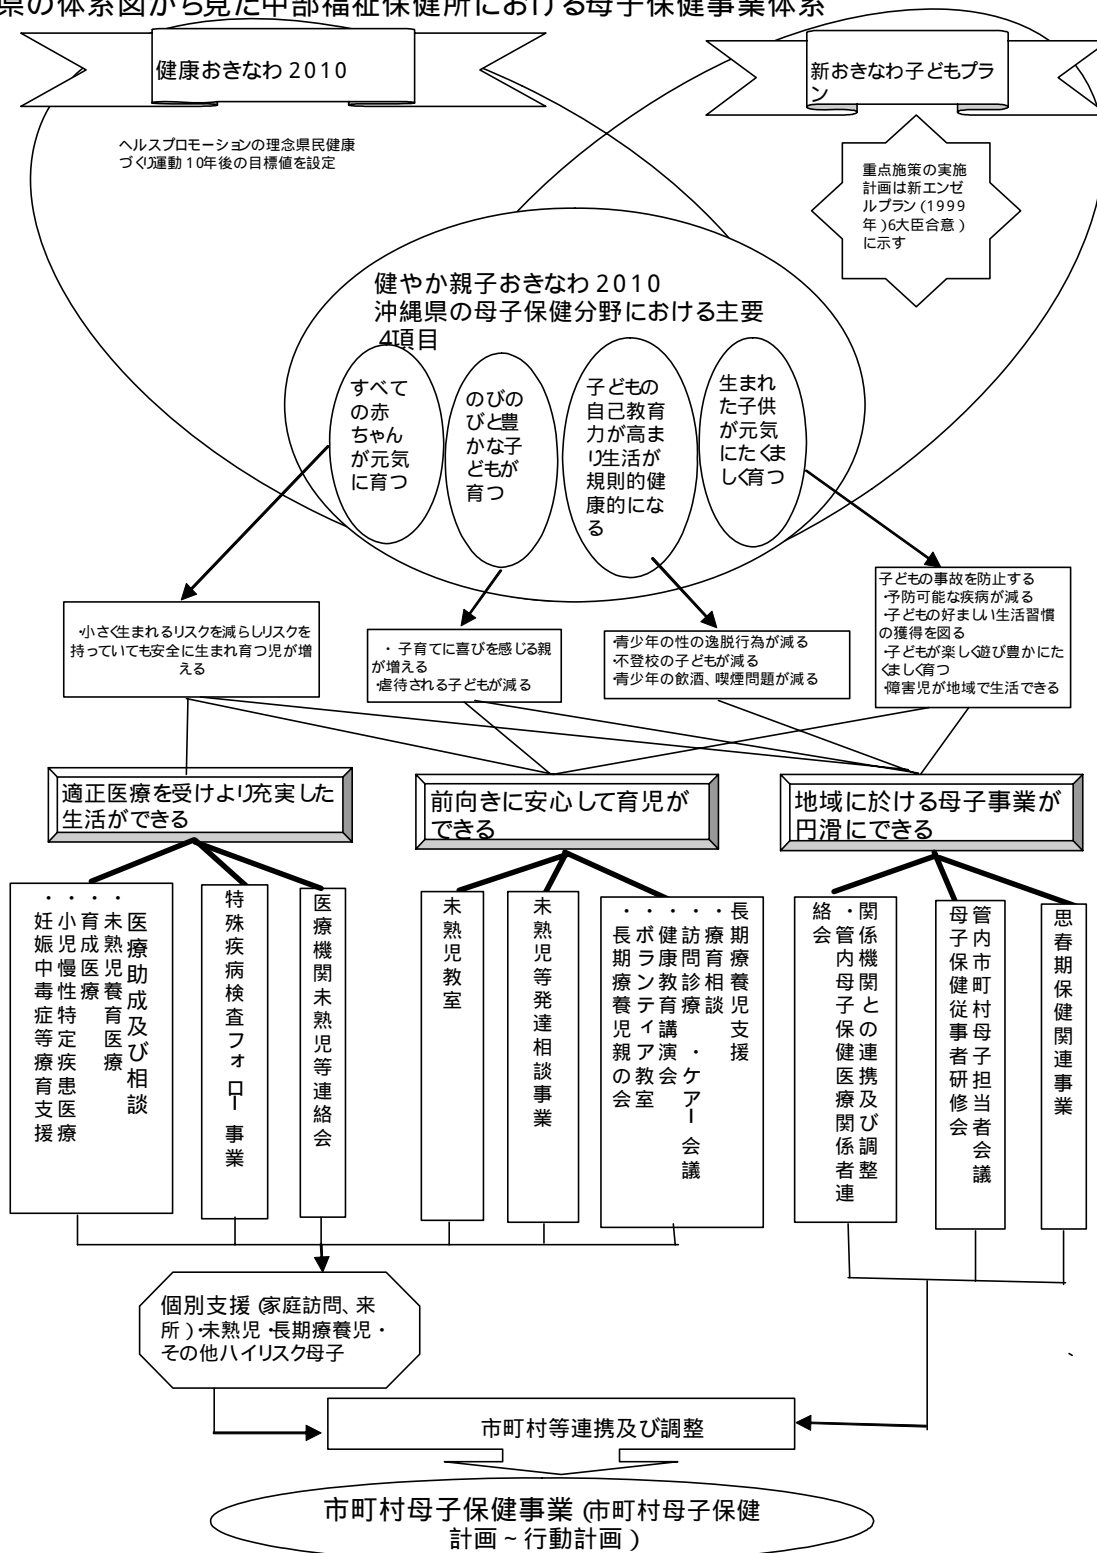 県の体系図から見た中部福祉保健所における母子保健事業体系
健康おきなわ2010
新おきなわ子どもプラ
ン
ヘルスプロモーションの理念県民健康
づくり運動10年後の目標値を設定
重点施策の実施
計画は新エンゼ
ルプラン(1999
年)6大臣合意)
に示す
健やか親子おきなわ2010
沖縄県の母子保健分野における主要
4項目
すべて
の赤
ちゃん
が元気
に育つ
のびの
びと豊
かな子
どもが
育つ
子どもの
自己教育
力が高ま
り生活が
規則的健
康的にな
る
生まれ
た子供
が元気
にたくま
しく育つ
・小さく生まれるリスクを減らしリスクを
持っていても安全に生まれ育つ児が増
える
・子育てに喜びを感じる親
が増える
・虐待される子どもが減る
・青少年の性の逸脱行為が減る
・不登校の子どもが減る
・青少年の飲酒、喫煙問題が減る
子どもの事故を防止する
・予防可能な疾病が減る
・子どもの好ましい生活習慣
の獲得を図る
・子どもが楽しく遊び豊かにた
くましく育つ
・障害児が地域で生活できる
適正医療を受けより充実した
生活ができる
前向きに安心して育児が
できる
地域に於ける母子事業が
円滑にできる
医療助成及び相談
・未熟児養育医療
・育成医療
・小児慢性特定疾患医療
・妊娠中毒症等療育支援
特殊疾病検査フォロー事業
医療機関未熟児等連絡会
未熟児教室
未熟児等発達相談事業
長期療養児支援
・療育相談
・訪問診療 ・ケアー会議
・健康教育講演会
・ボランティア教室
・長期療養児親の会
関係機関との連携及び調整
・管内母子保健医療関係者連
絡会
管内市町村母子担当者会議
母子保健従事者研修会
思春期保健関連事業
個別支援(家庭訪問、来
所)・未熟児・長期療養児・
その他ハイリスク母子
市町村等連携及び調整
市町村母子保健事業(市町村母子保健
計画~行動計画)